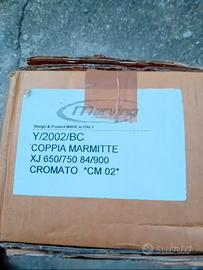 Marving
Design & Product MADE in ITALY
Y/2002/BC
COPPIA MARMITTE
XJ 650/750 84/900
CROMATO *CM 02*
subito